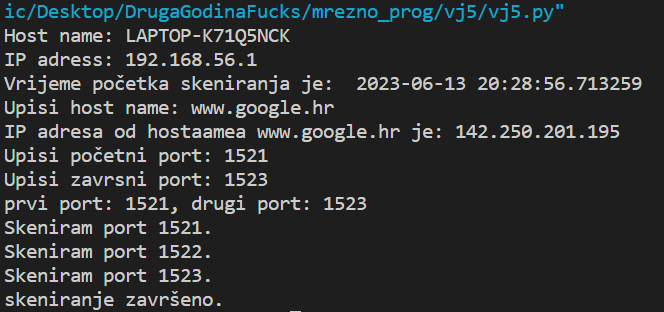 ic/Desktop/DrugaGodinaFucks/mrezno_prog/vj5/vj5.py"
Host name: LAPTOP-K71Q5NCK
IP adress: 192.168.56.1
Vrijeme početka skeniranja je:  2023-06-13 20:28:56.713259
Upisi host name: www.google.hr
IP adresa od hostaamea www.google.hr je: 142.250.201.195
Upisi početni port: 1521
Upisi zavrsni port: 1523
prvi port: 1521, drugi port: 1523
Skeniram port 1521.
Skeniram port 1522.
Skeniram port 1523.
skeniranje završeno.